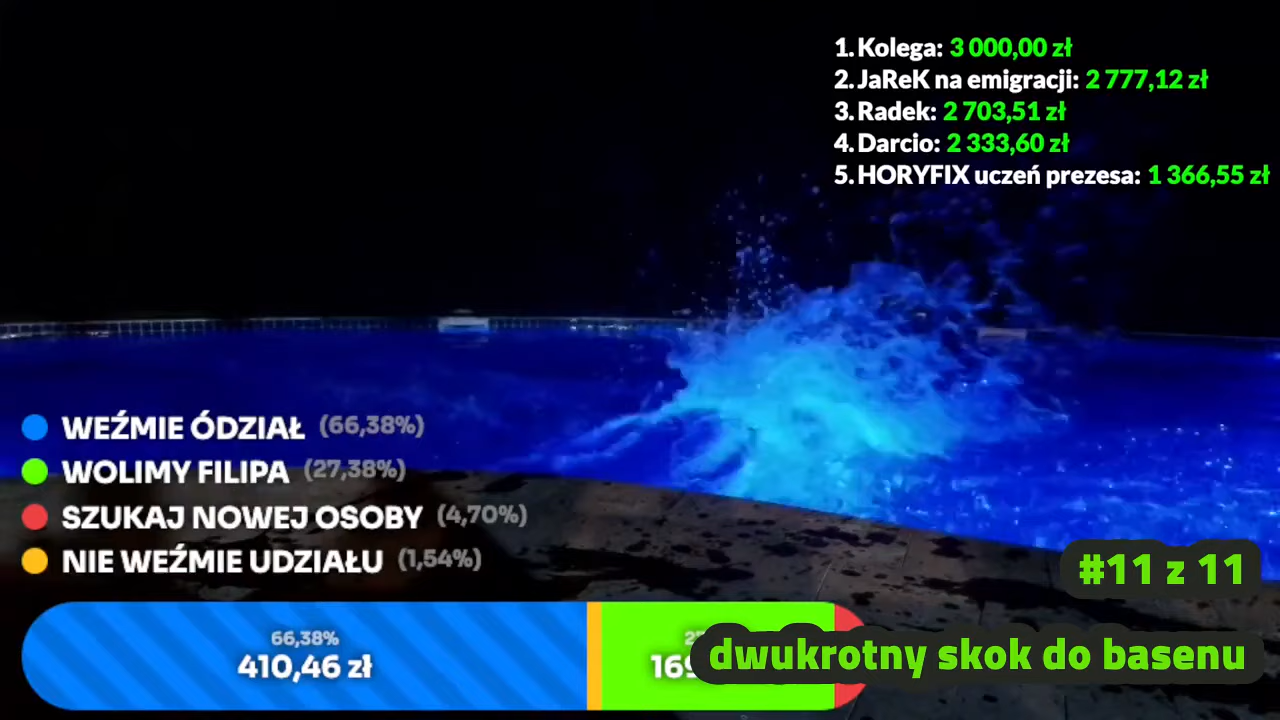 1. Kolega: 3 000,00 zł
2. JaReK na emigracji: 2 777,12 zł
3. Radek: 2 703,51 zł
4. Darcio: 2 333,60 zł
5. HORYFIX uczeń prezesa: 1 366,55 zł
WEŹMIE ÓDZIAŁ (66,38%)
WOLIMY FILIPA (27,38%)
SZUKAJ NOWEJ OSOBY (4,70%)
NIE WEŹMIE UDZIAŁU (1,54%)
#11 z 11
66,38%
410,46 zł
dwukrotny skok do basenu